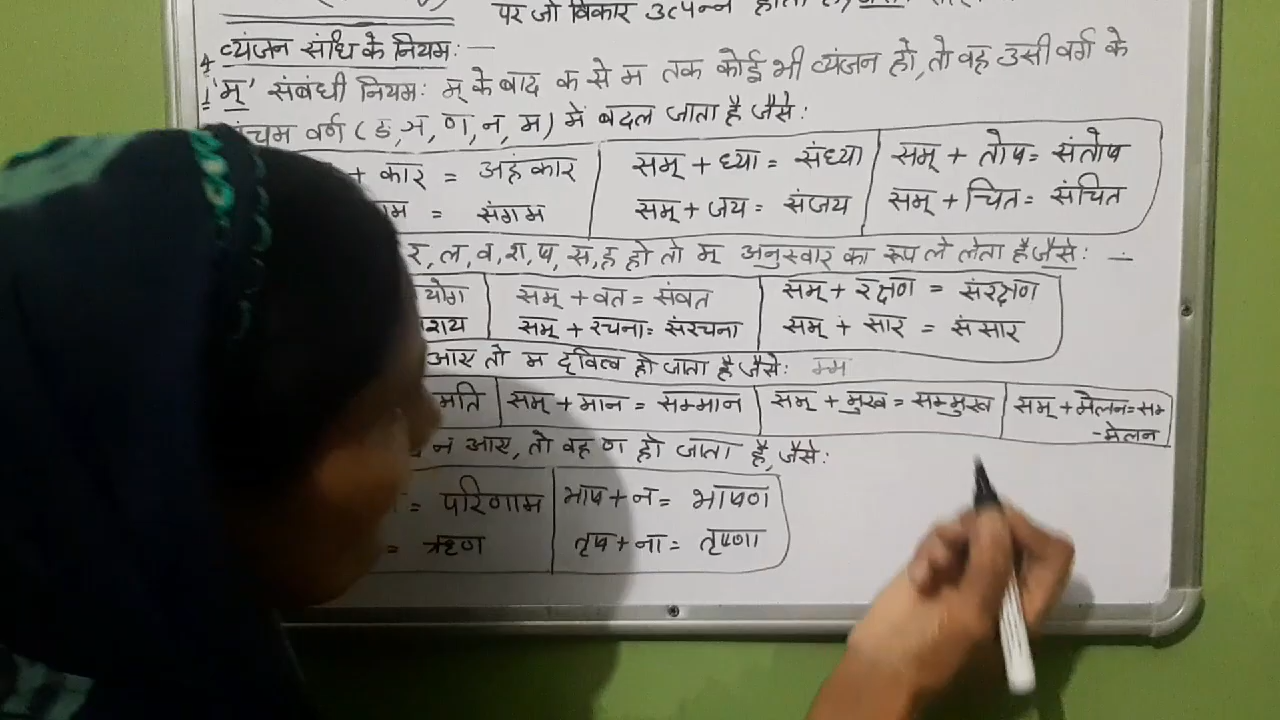 पर जो विकार उत्पन्न
व्यंजन संधि के नियम: —
'म्' संबंधी नियम: म् के बाद क से म तक कोई भी व्यंजन हो, तो वह उसी वर्ग के
पंचम वर्ग (ङ, ञ, ण, न, म) में बदल जाता है जैसे:
+ कार = अहंकार | सम् + ध्या = संध्या | सम् + तोष = संतोष
= संगम | सम् + जय = संजय | सम् + चित = संचित
र, ल, व, श, ष, स, ह हो तो म् अनुस्वार का रूप ले लेता है जैसे: —
योग | सम् + वत = संवत | सम् + रक्षण = संरक्षण
सम् + रचना = संरचना | सम् + सार = संसार
आए तो म द्वित्व हो जाता है जैसे: म्म
मति | सम् + मान = सम्मान | सम् + मुख = सम्मुख | सम् + मेलन = सम
-मेलन
न आए, तो वह ण हो जाता है, जैसे:
= परिणाम | भाष + न = भाषण
= ऋण | तृष + ना = तृष्णा